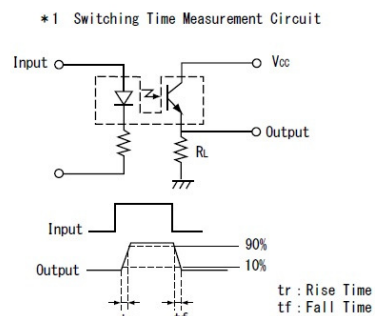 *1 Switching Time Measurement Circuit
Input
Vcc
Output
RL
Input
90%
Output
10%
tr : Rise Time
tf : Fall Time